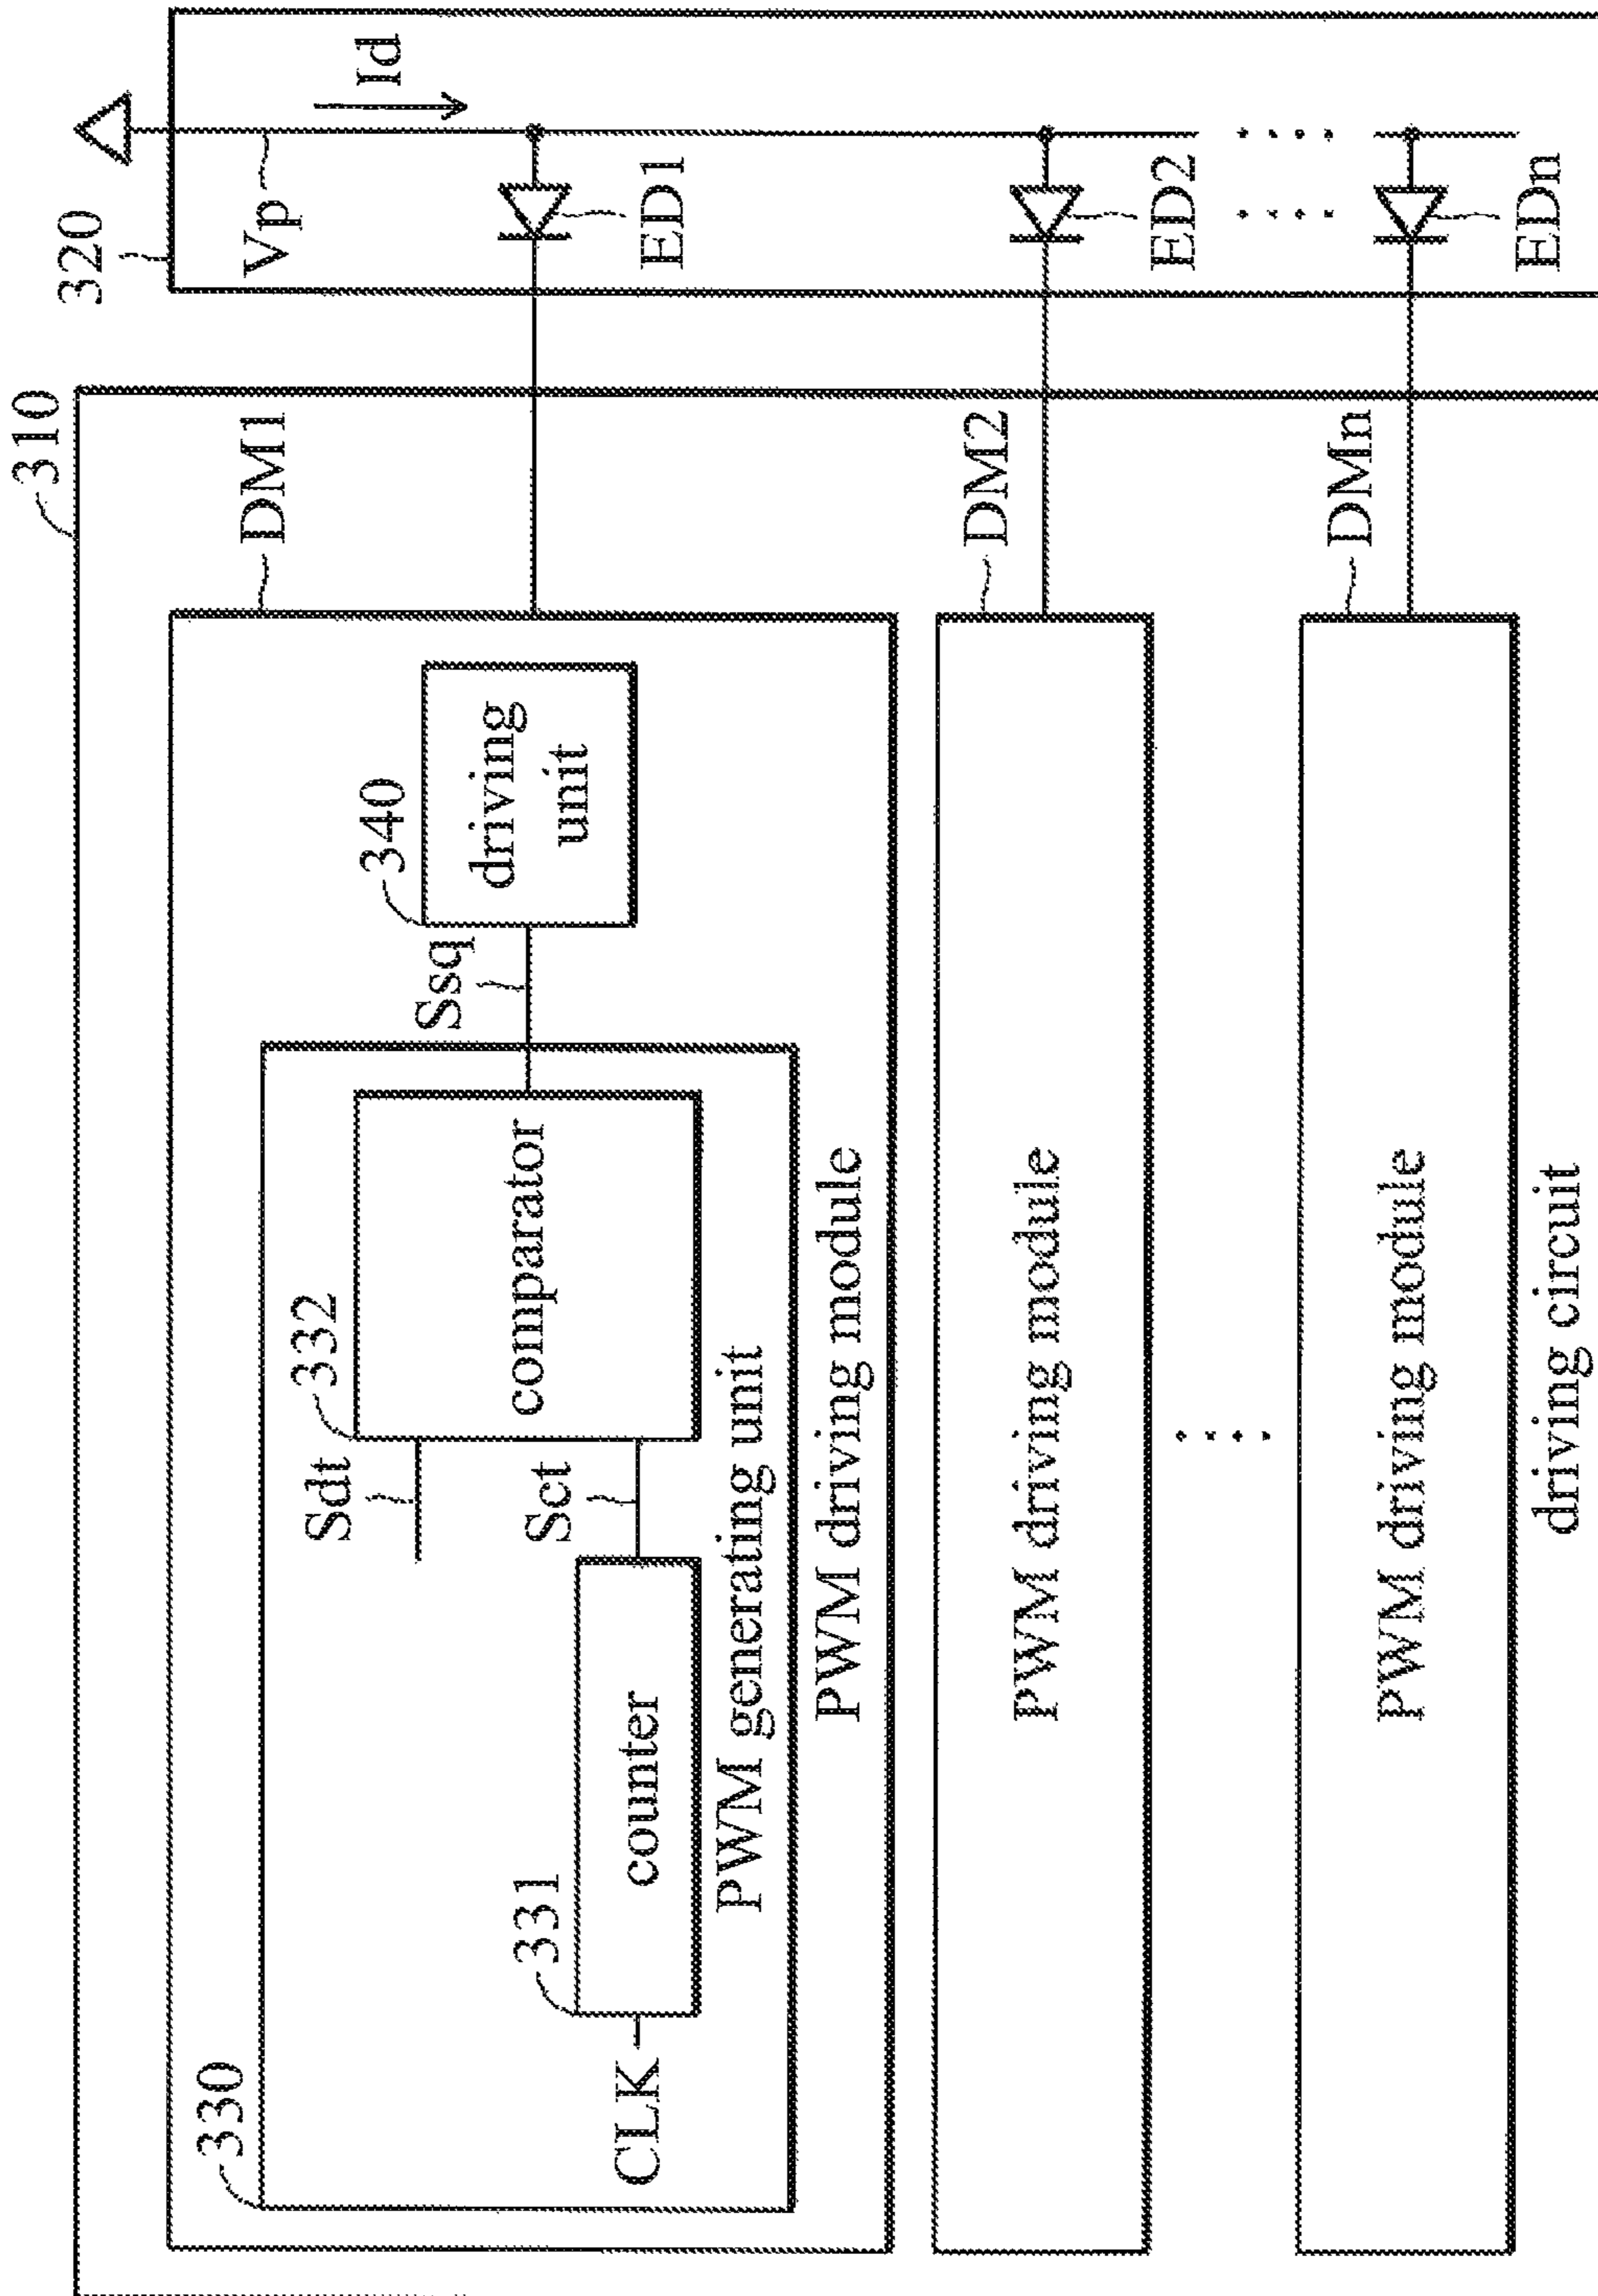 310
320
DM1
Vp
Id
330
332
340
Sdt
Ssq
comparator
driving
unit
331
Sct
ED1
CLK
counter
PWM generating unit
PWM driving module
DM2
PWM driving module
ED2
DMn
PWM driving module
EDn
driving circuit